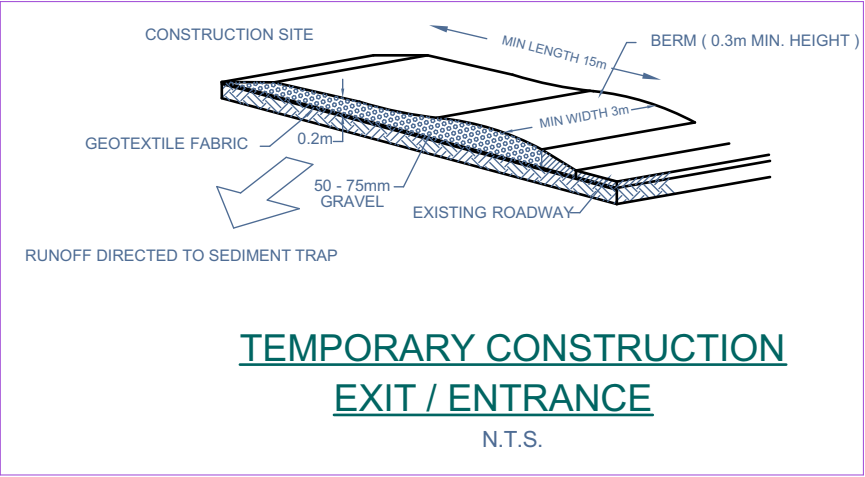 CONSTRUCTION SITE
MIN LENGTH 15m
BERM ( 0.3m MIN. HEIGHT )
MIN WIDTH 3m
GEOTEXTILE FABRIC
0.2m
50 - 75mm
GRAVEL
EXISTING ROADWAY
RUNOFF DIRECTED TO SEDIMENT TRAP
TEMPORARY CONSTRUCTION
EXIT / ENTRANCE
N.T.S.